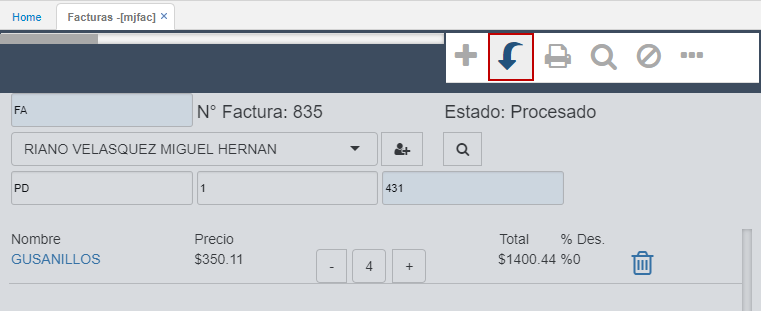 Home Facturas -[mjfac] ×
FA N° Factura: 835 Estado: Procesado
RIANO VELASQUEZ MIGUEL HERNAN
PD 1 431
Nombre Precio Total % Des.
GUSANILLOS $350.11 - 4 + $1400.44 %0